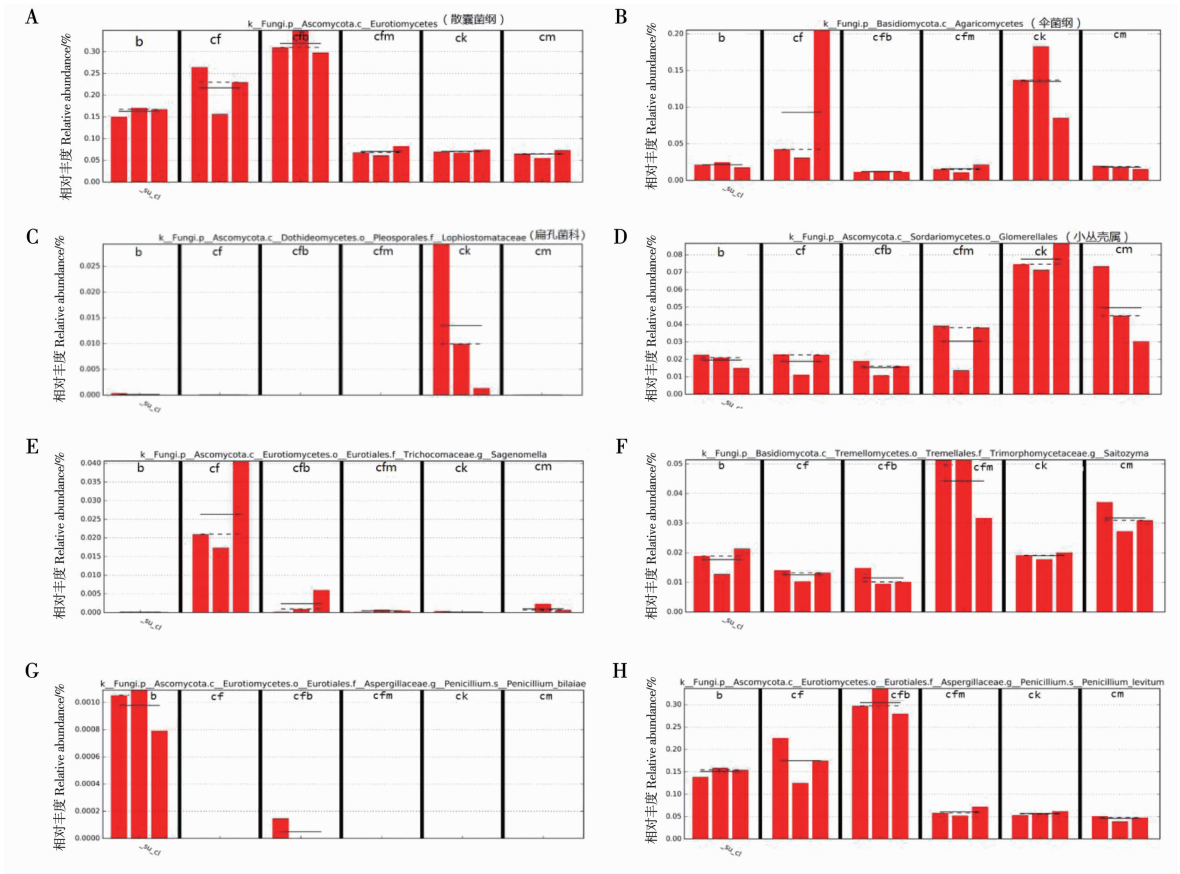 A
k__Fungi.p__Ascomycota.c__Eurotiomycetes (散囊菌纲)
b cf cfb cfm ck cm
相对丰度 Relative abundance/%
0.30
0.25
0.20
0.15
0.10
0.05
0.00
_su_cl
B
k__Fungi.p__Basidiomycota.c__Agaricomycetes (伞菌纲)
b cf cfb cfm ck cm
相对丰度 Relative abundance/%
0.20
0.15
0.10
0.05
0.00
_su_cl
C
k__Fungi.p__Ascomycota.c__Dothideomycetes.o__Pleosporales.f__Lophiostomataceae (扁孔菌科)
b cf cfb cfm ck cm
相对丰度 Relative abundance/%
0.025
0.020
0.015
0.010
0.005
0.000
_su_cl
D
k__Fungi.p__Ascomycota.c__Sordariomycetes.o__Glomerellales (小丛壳属)
b cf cfb cfm ck cm
相对丰度 Relative abundance/%
0.08
0.07
0.06
0.05
0.04
0.03
0.02
0.01
0.00
_su_cl
E
k__Fungi.p__Ascomycota.c__Eurotiomycetes.o__Eurotiales.f__Trichocomaceae.g__Sagenomella
b cf cfb cfm ck cm
相对丰度 Relative abundance/%
0.040
0.035
0.030
0.025
0.020
0.015
0.010
0.005
0.000
_su_cl
F
k__Fungi.p__Basidiomycota.c__Tremellomycetes.o__Tremellales.f__Trimorphomycetaceae.g__Saitozyma
b cf cfb cfm ck cm
相对丰度 Relative abundance/%
0.05
0.04
0.03
0.02
0.01
0.00
_su_cl
G
k__Fungi.p__Ascomycota.c__Eurotiomycetes.o__Eurotiales.f__Aspergillaceae.g__Penicillium.s__Penicillium_bilaiae
b cf cfb cfm ck cm
相对丰度 Relative abundance/%
0.0010
0.0008
0.0006
0.0004
0.0002
0.0000
_su_cl
H
k__Fungi.p__Ascomycota.c__Eurotiomycetes.o__Eurotiales.f__Aspergillaceae.g__Penicillium.s__Penicillium_levitum
b cf cfb cfm ck cm
相对丰度 Relative abundance/%
0.30
0.25
0.20
0.15
0.10
0.05
0.00
_su_cl